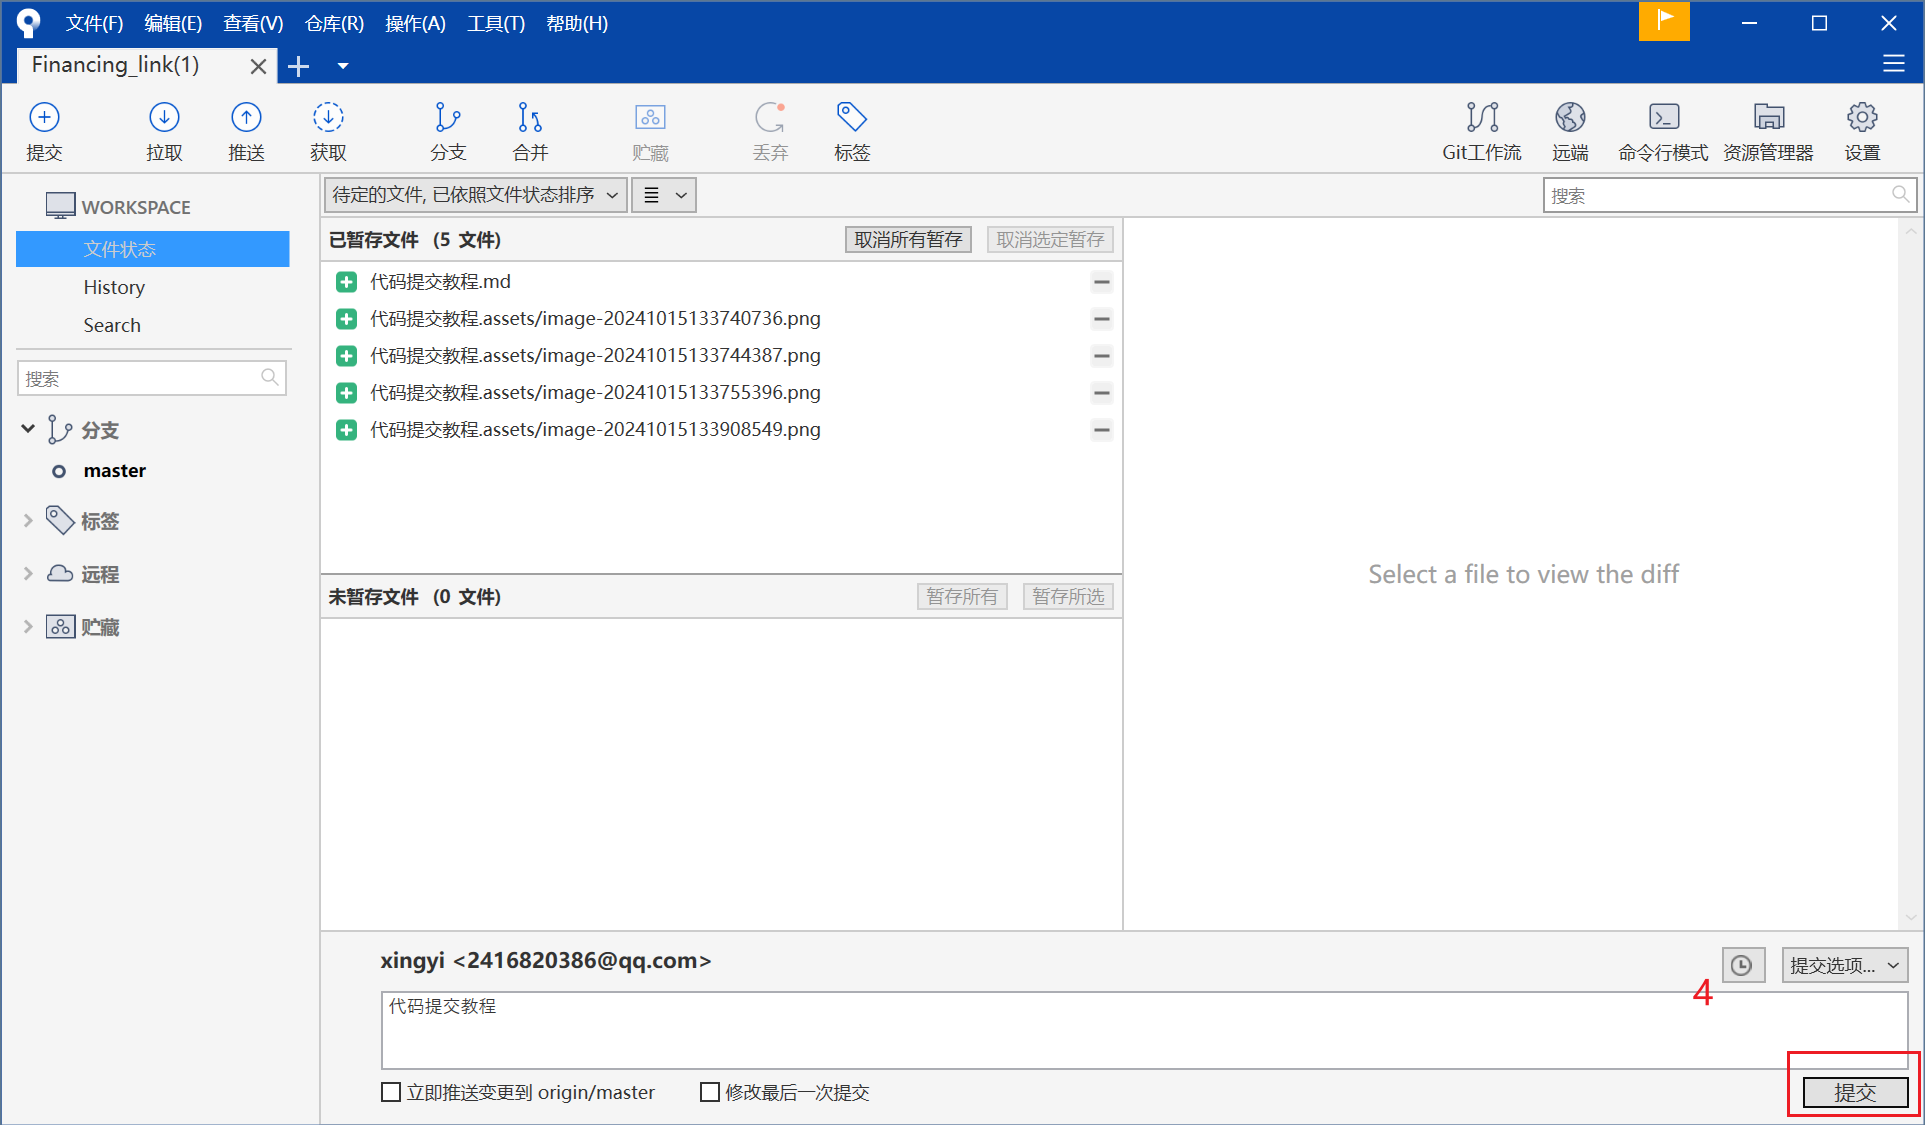 文件(F) 编辑(E) 查看(V) 仓库(R) 操作(A) 工具(T) 帮助(H)
Financing_link(1)
提交 拉取 推送 获取 分支 合并 贮藏 丢弃 标签 Git工作流 远端 命令行模式 资源管理器 设置
WORKSPACE
文件状态
History
Search
搜索
分支
master
标签
远程
贮藏
待定的文件, 已依照文件状态排序
搜索
已暂存文件 (5 文件) 取消所有暂存 取消选定暂存
代码提交教程.md
代码提交教程.assets/image-20241015133740736.png
代码提交教程.assets/image-20241015133744387.png
代码提交教程.assets/image-20241015133755396.png
代码提交教程.assets/image-20241015133908549.png
未暂存文件 (0 文件) 暂存所有 暂存所选
Select a file to view the diff
xingyi <2416820386@qq.com>
提交选项...
4
代码提交教程
立即推送变更到 origin/master 修改最后一次提交
提交